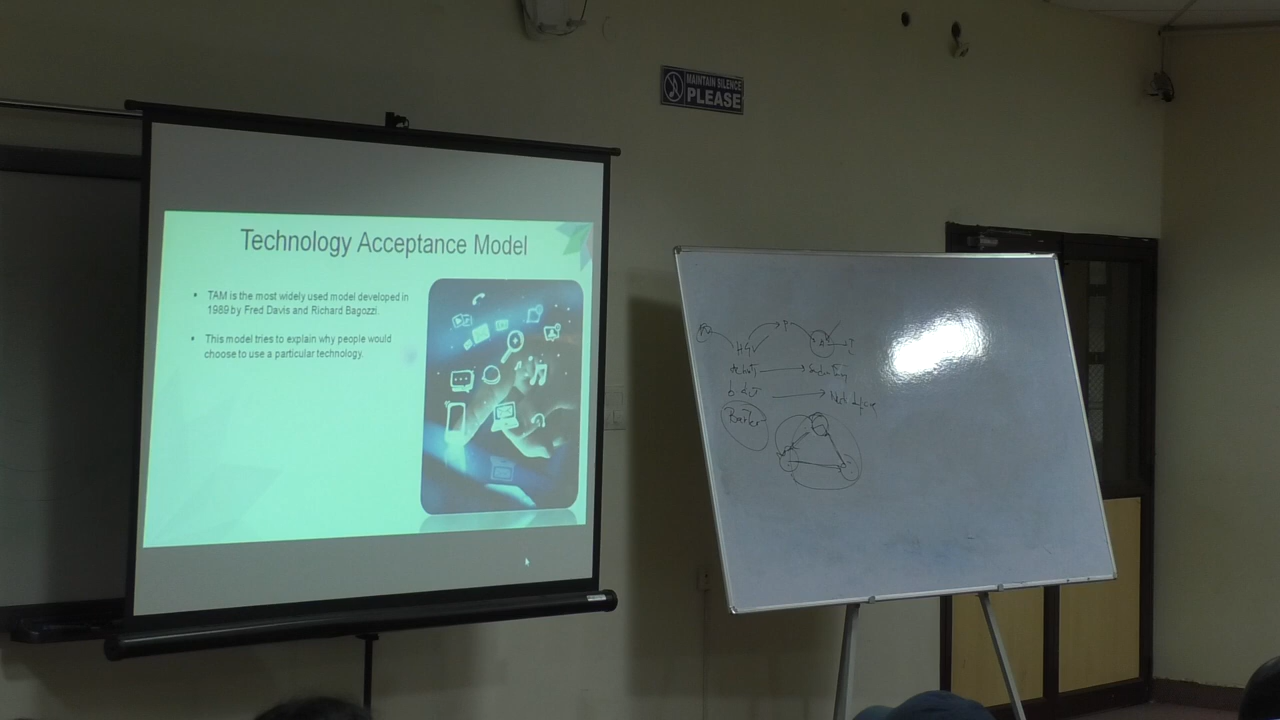 MAINTAIN SILENCE
PLEASE
Technology Acceptance Model
• TAM is the most widely used model developed in
1989 by Fred Davis and Richard Bagozzi.
• This model tries to explain why people would
choose to use a particular technology.
P
A